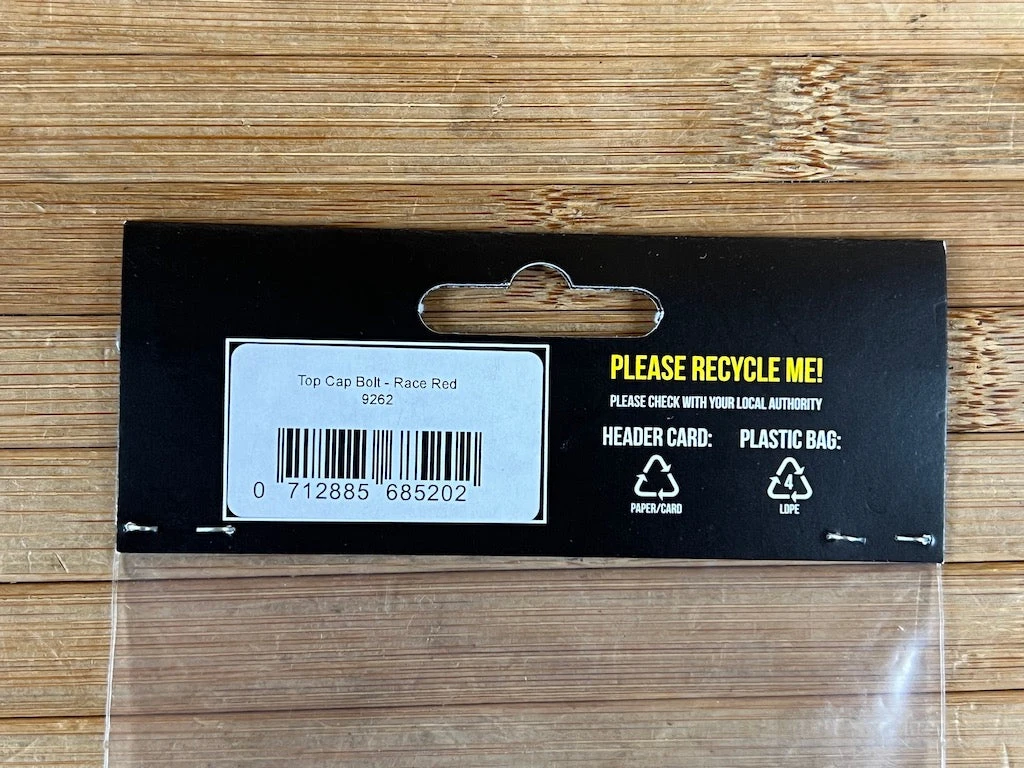 Top Cap Bolt - Race Red
9262
0 712885 685202
PLEASE RECYCLE ME!
PLEASE CHECK WITH YOUR LOCAL AUTHORITY
HEADER CARD: PLASTIC BAG:
4
PAPER/CARD LDPE